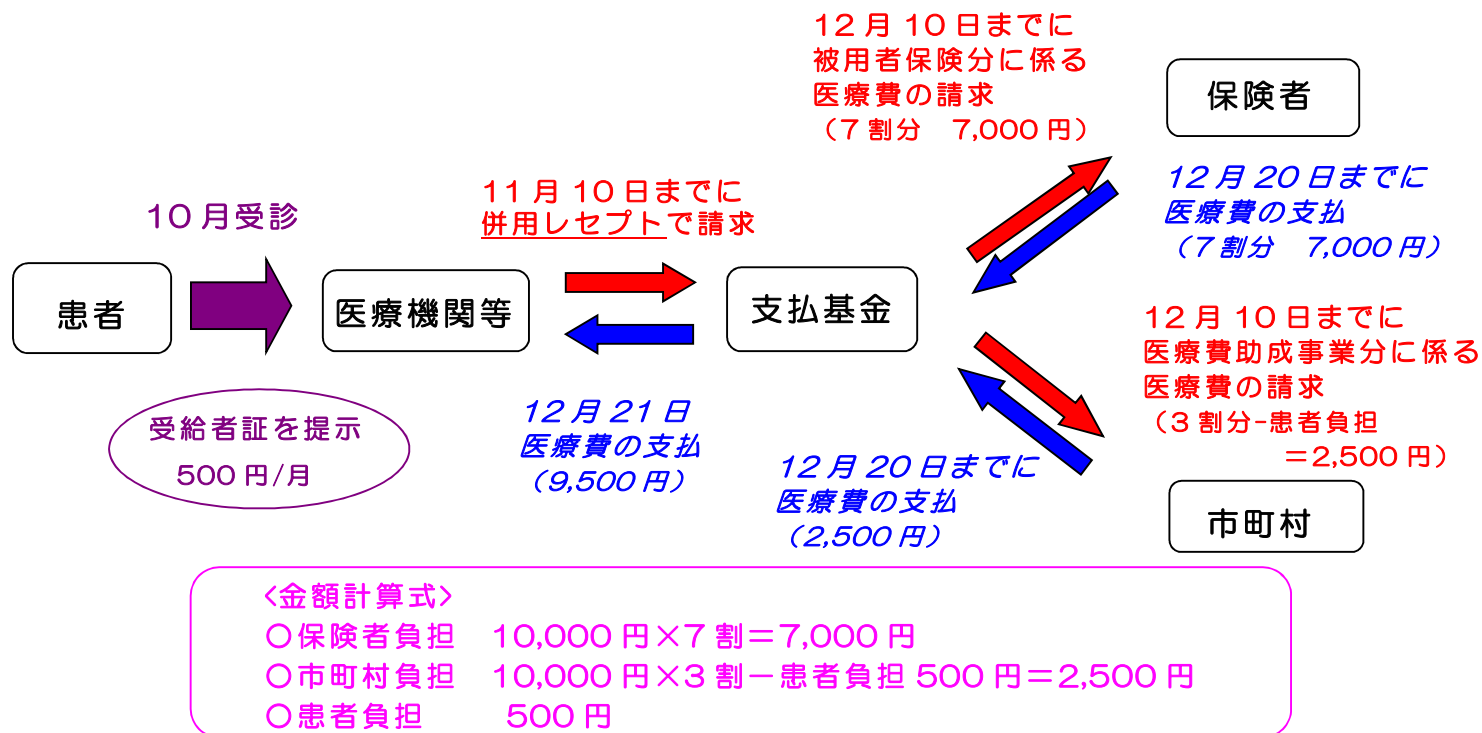 12月10日までに
被用者保険分に係る
医療費の請求
（7割分　7,000円）
保険者
12月20日までに
医療費の支払
（7割分　7,000円）
11月10日までに
併用レセプトで請求
10月受診
患者
医療機関等
支払基金
12月10日までに
医療費助成事業分に係る
医療費の請求
（3割分-患者負担
＝2,500円）
受給者証を提示
500円/月
12月21日
医療費の支払
（9,500円）
12月20日までに
医療費の支払
（2,500円）
市町村
<金額計算式>
〇保険者負担　10,000円×7割＝7,000円
〇市町村負担　10,000円×3割－患者負担500円＝2,500円
〇患者負担　　500円